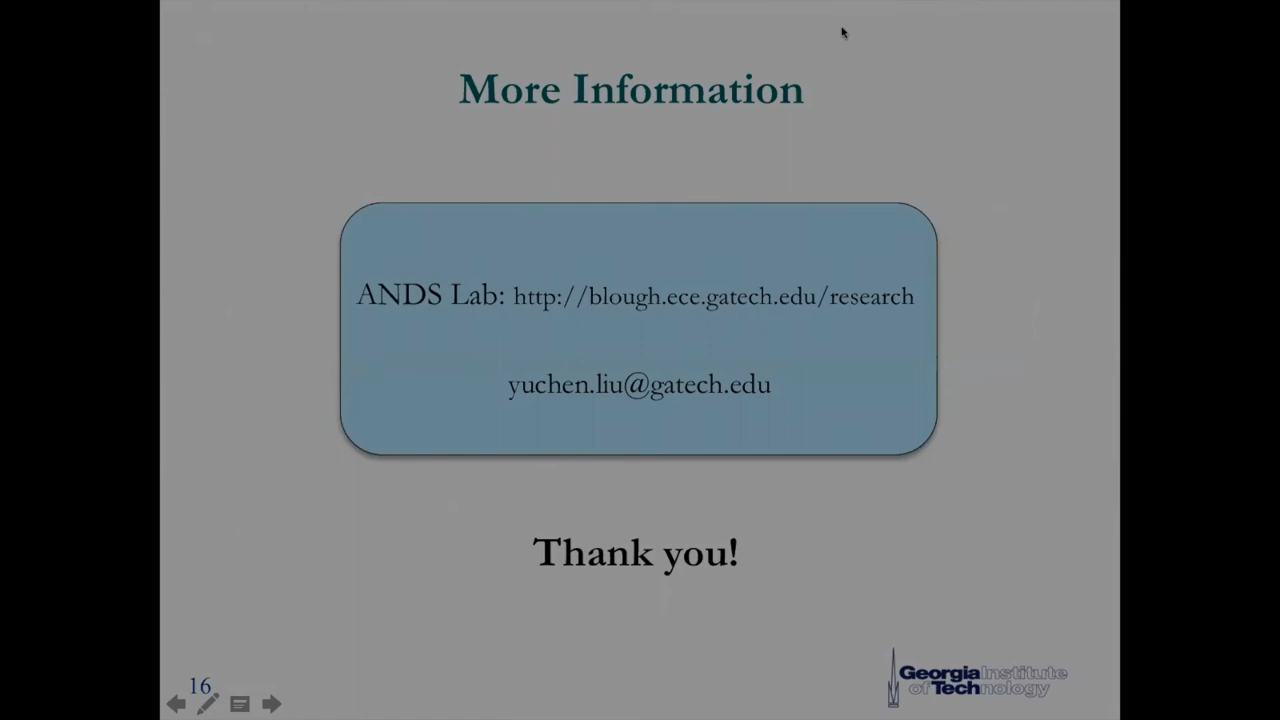 More Information
ANDS Lab: http://blough.ece.gatech.edu/research
yuchen.liu@gatech.edu
Thank you!
16
Georgia Institute
of Technology